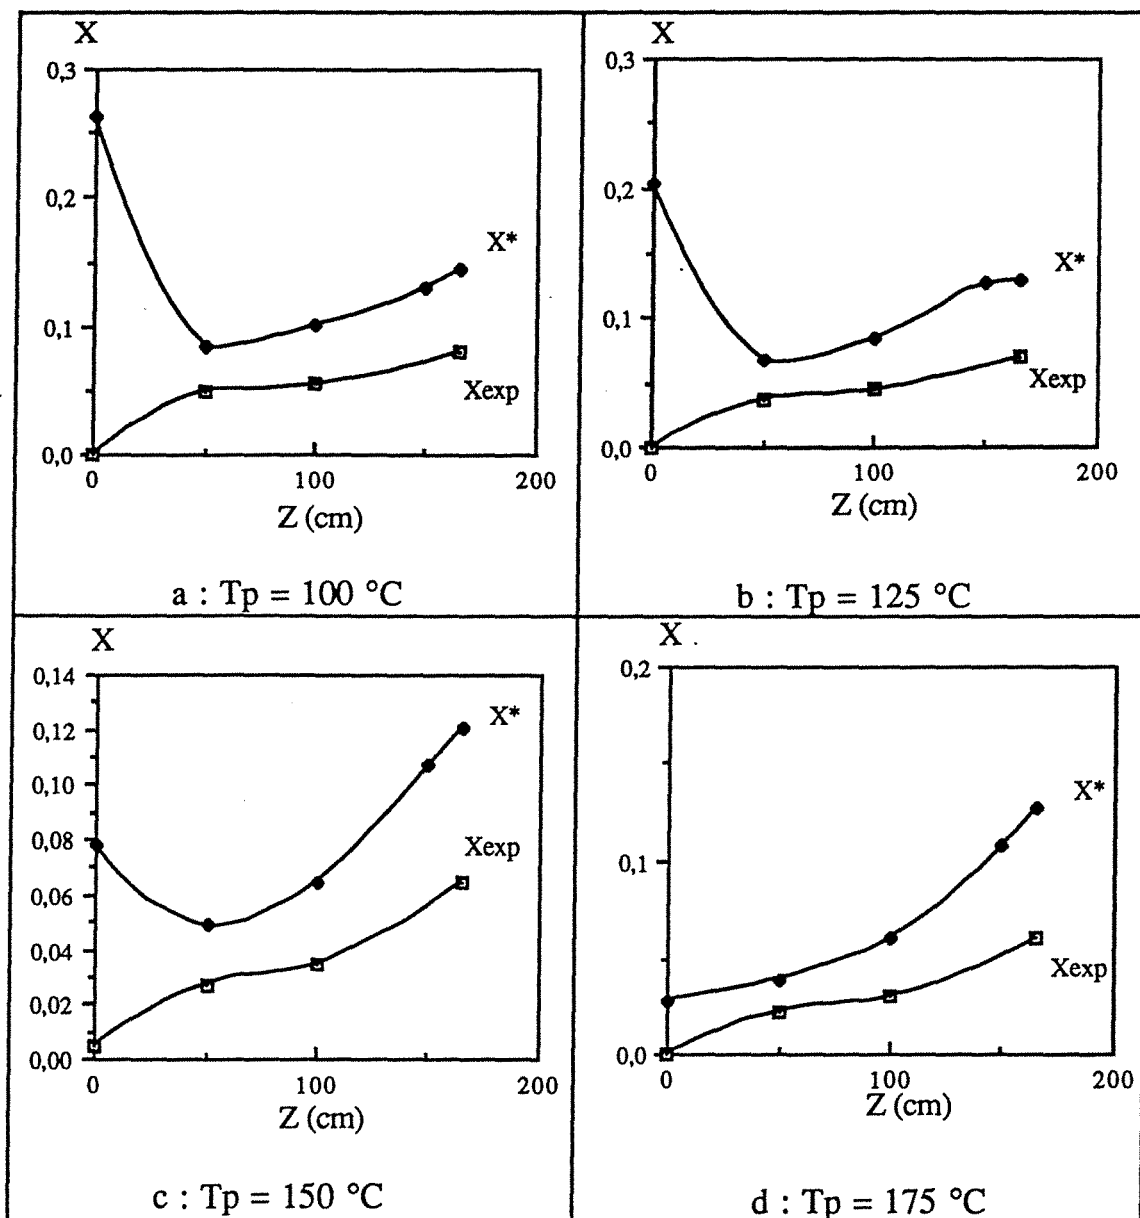 X
0,3
0,2
0,1
0,0
X*
Xexp
0
100
200
Z (cm)
a : Tp = 100 °C
X
0,3
0,2
0,1
0,0
X*
Xexp
0
100
200
Z (cm)
b : Tp = 125 °C
X
0,14
0,12
0,10
0,08
0,06
0,04
0,02
0,00
X*
Xexp
0
100
200
Z (cm)
c : Tp = 150 °C
X
0,2
0,1
0,0
X*
Xexp
0
100
200
Z (cm)
d : Tp = 175 °C